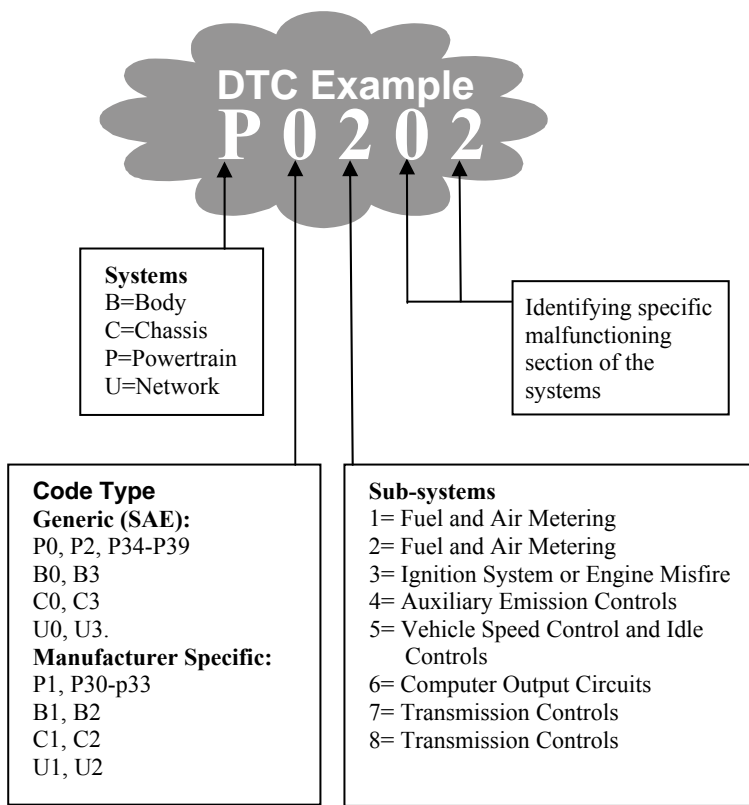 DTC Example
P 0 2 0 2
Systems
B=Body
C=Chassis
P=Powertrain
U=Network
Identifying specific
malfunctioning
section of the
systems
Code Type
Generic (SAE):
P0, P2, P34-P39
B0, B3
C0, C3
U0, U3.
Manufacturer Specific:
P1, P30-p33
B1, B2
C1, C2
U1, U2
Sub-systems
1= Fuel and Air Metering
2= Fuel and Air Metering
3= Ignition System or Engine Misfire
4= Auxiliary Emission Controls
5= Vehicle Speed Control and Idle
Controls
6= Computer Output Circuits
7= Transmission Controls
8= Transmission Controls